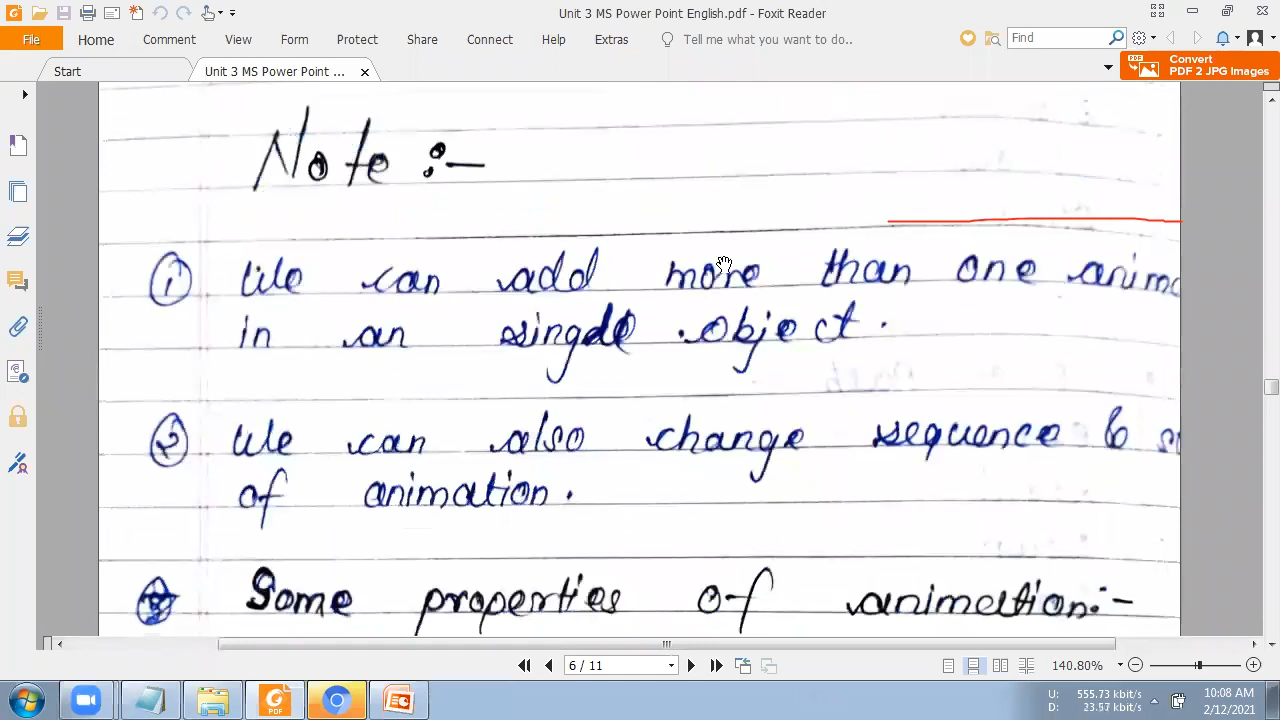 Unit 3 MS Power Point English.pdf - Foxit Reader
File Home Comment View Form Protect Share Connect Help Extras Tell me what you want to do.. Find
Start Unit 3 MS Power Point ... Convert
PDF 2 JPG Images
Note :-
① We can add more than one anima
in an single object.
② We can also change sequence &
of animation.
Some properties of animation:-
6 / 11 140.80%
U: 555.73 kbit/s
D: 23.57 kbit/s
10:08 AM
2/12/2021